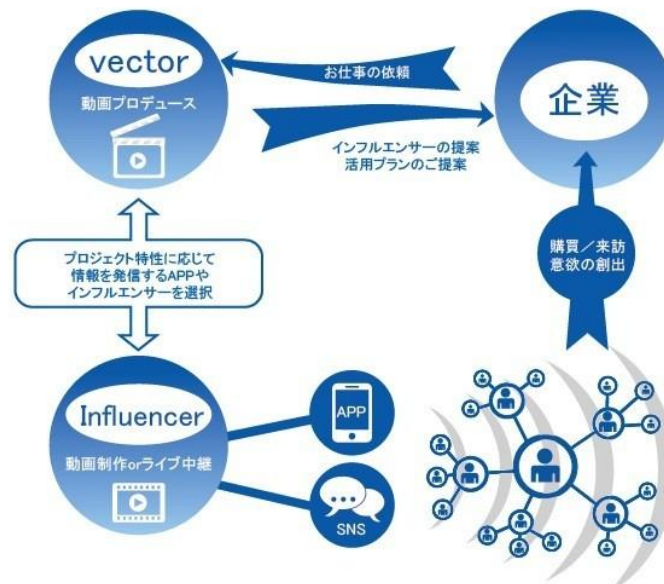 vector
動画プロデュース
お仕事の依頼
企業
インフルエンサーの提案
活用プランのご提案
プロジェクト特性に応じて
情報を発信するAPPや
インフルエンサーを選択
購買／来訪
意欲の創出
Influencer
動画制作orライブ中継
APP
SNS